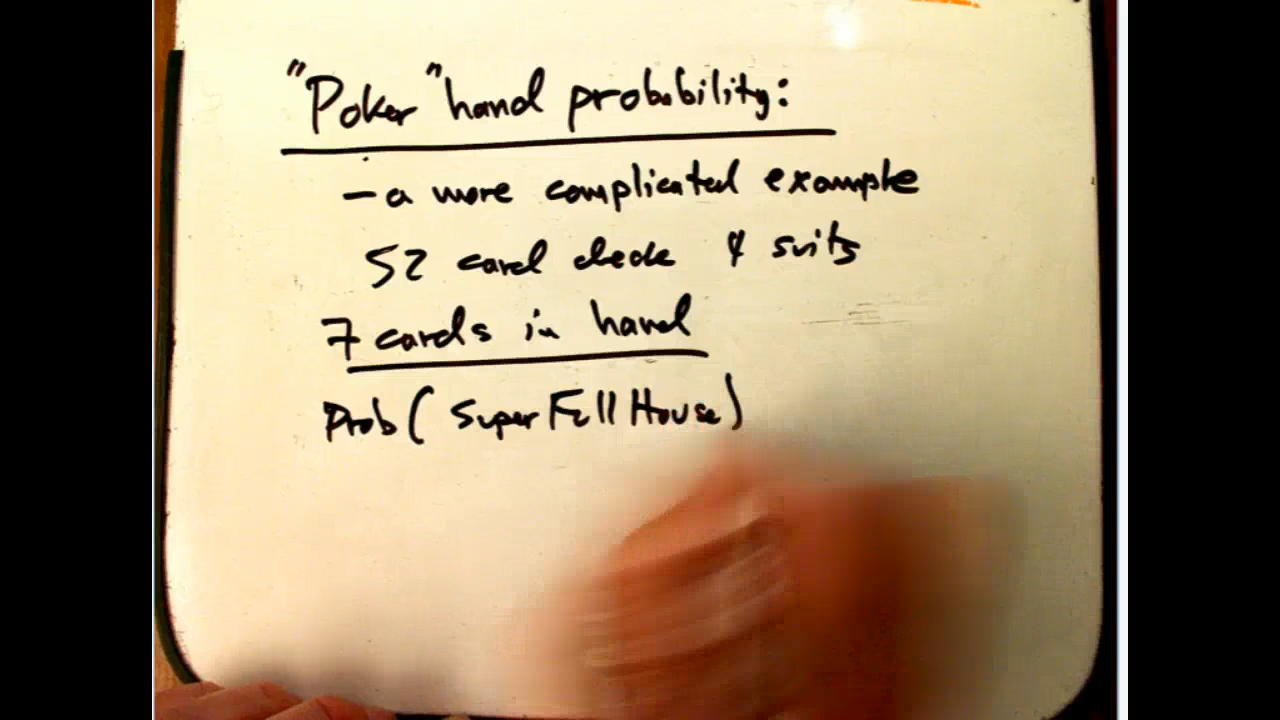 "Poker" hand probability:
- a more complicated example
52 card deck 4 suits
7 cards in hand
Prob( Super Full House)